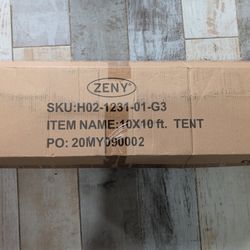 ZENY
SKU:H02-1231-01-G3
ITEM NAME:10X10 ft. TENT
PO: 20MY090002